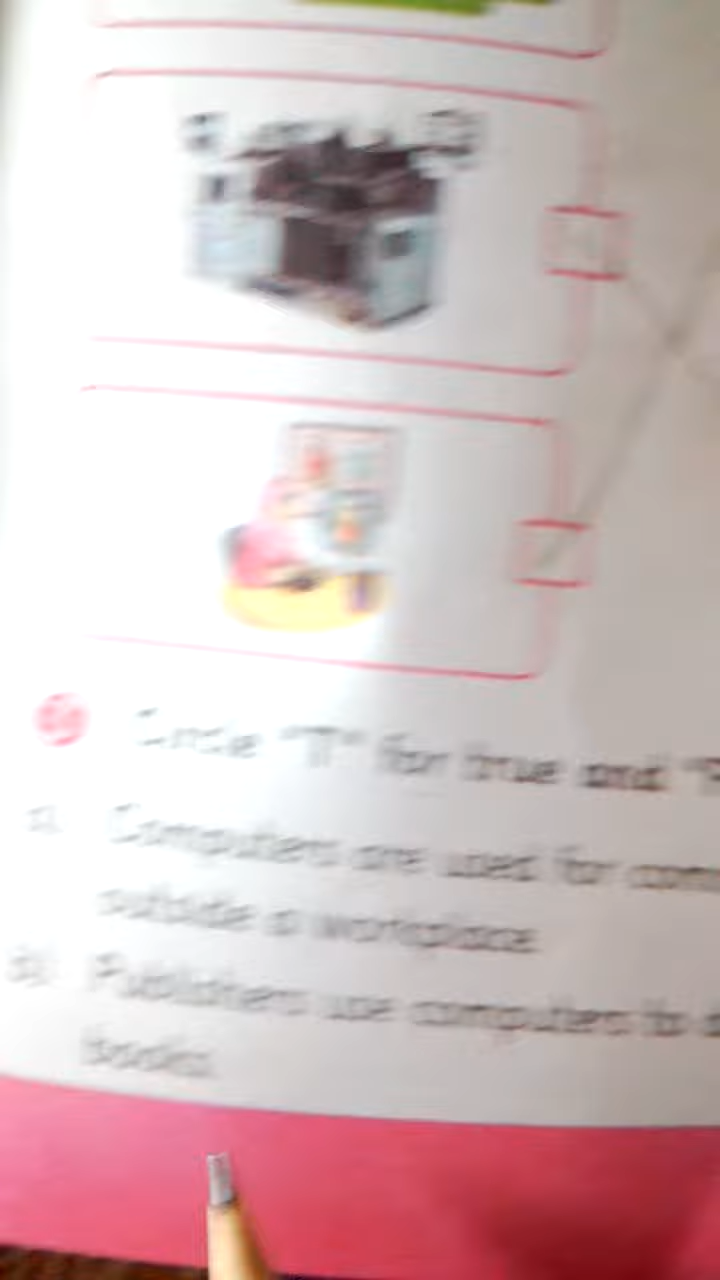 Circle "T" for true and "F
a). Computers are used for com
outside a workplace.
b). Publishers use computers to d
books.